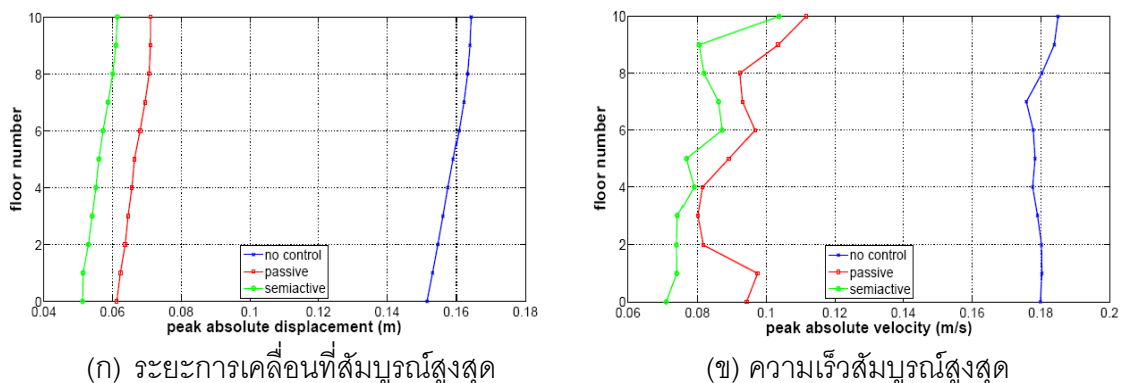 10
8
6
4
2
0
floor number
no control
passive
semiactive
0.04 0.06 0.08 0.1 0.12 0.14 0.16 0.18
peak absolute displacement (m)
(ก) ระยะการเคลื่อนที่สัมบูรณ์สูงสุด
10
8
6
4
2
0
floor number
no control
passive
semiactive
0.06 0.08 0.1 0.12 0.14 0.16 0.18 0.2
peak absolute velocity (m/s)
(ข) ความเร็วสัมบูรณ์สูงสุด